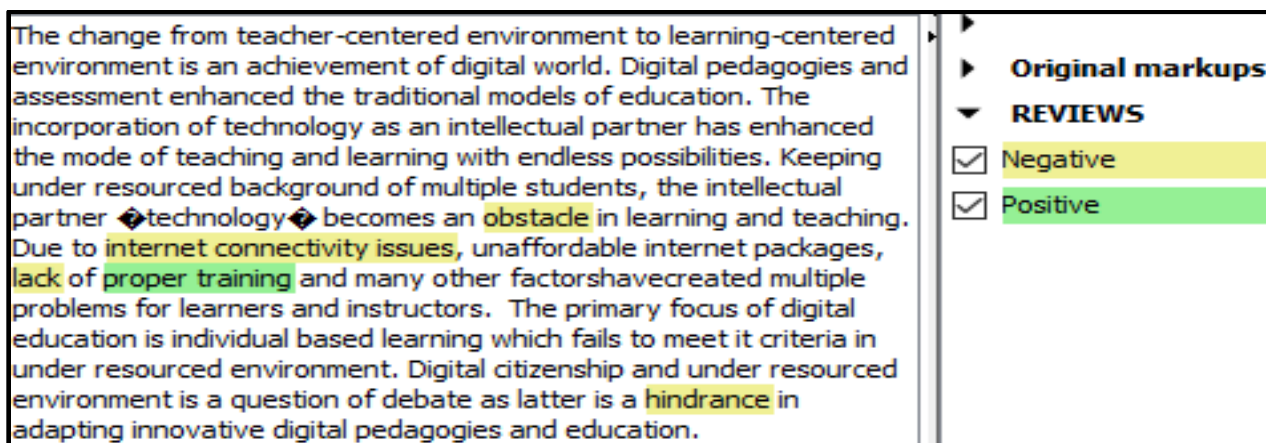 The change from teacher-centered environment to learning-centered
environment is an achievement of digital world. Digital pedagogies and
assessment enhanced the traditional models of education. The
incorporation of technology as an intellectual partner has enhanced
the mode of teaching and learning with endless possibilities. Keeping
under resourced background of multiple students, the intellectual
partner �technology� becomes an obstacle in learning and teaching.
Due to internet connectivity issues, unaffordable internet packages,
lack of proper training and many other factorshavecreated multiple
problems for learners and instructors.  The primary focus of digital
education is individual based learning which fails to meet it criteria in
under resourced environment. Digital citizenship and under resourced
environment is a question of debate as latter is a hindrance in
adapting innovative digital pedagogies and education.
Original markups
REVIEWS
Negative
Positive